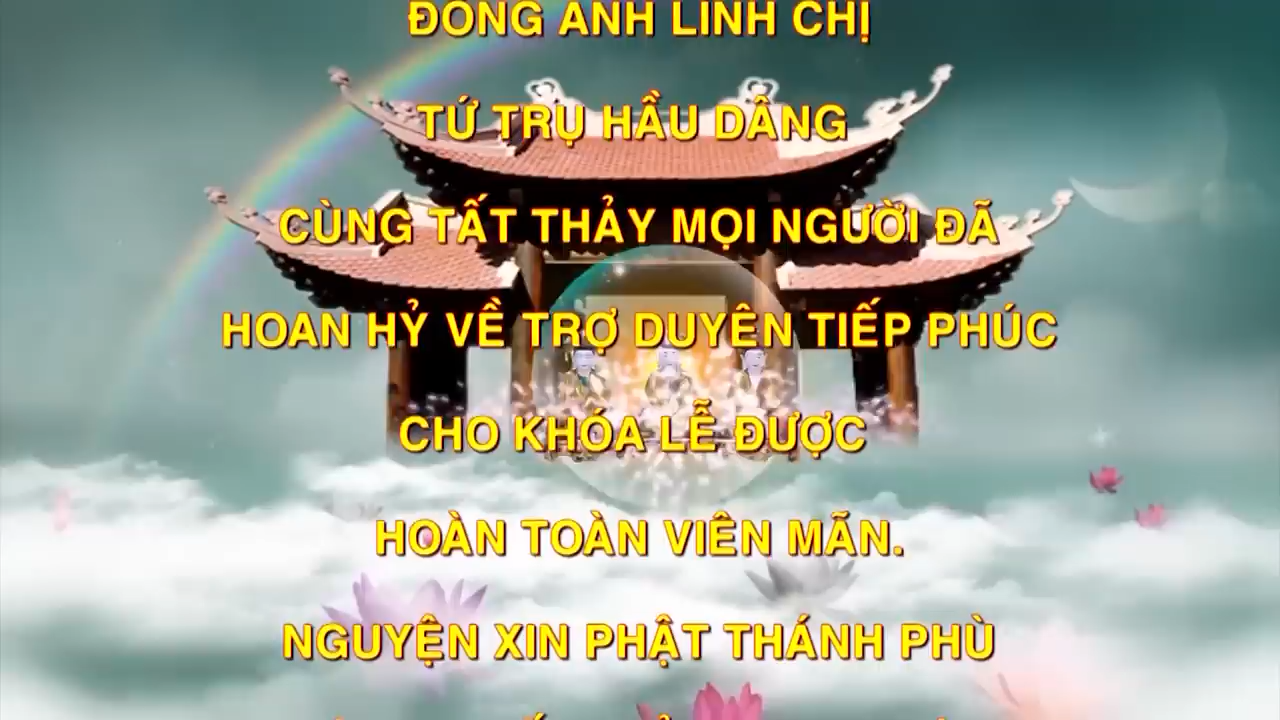 ĐỒNG ANH LINH CHỊ
TỨ TRỤ HẦU DÂNG
CÙNG TẤT THẢY MỌI NGƯỜI ĐÃ
HOAN HỶ VỀ TRỢ DUYÊN TIẾP PHÚC
CHO KHÓA LỄ ĐƯỢC
HOÀN TOÀN VIÊN MÃN.
NGUYỆN XIN PHẬT THÁNH PHÙ